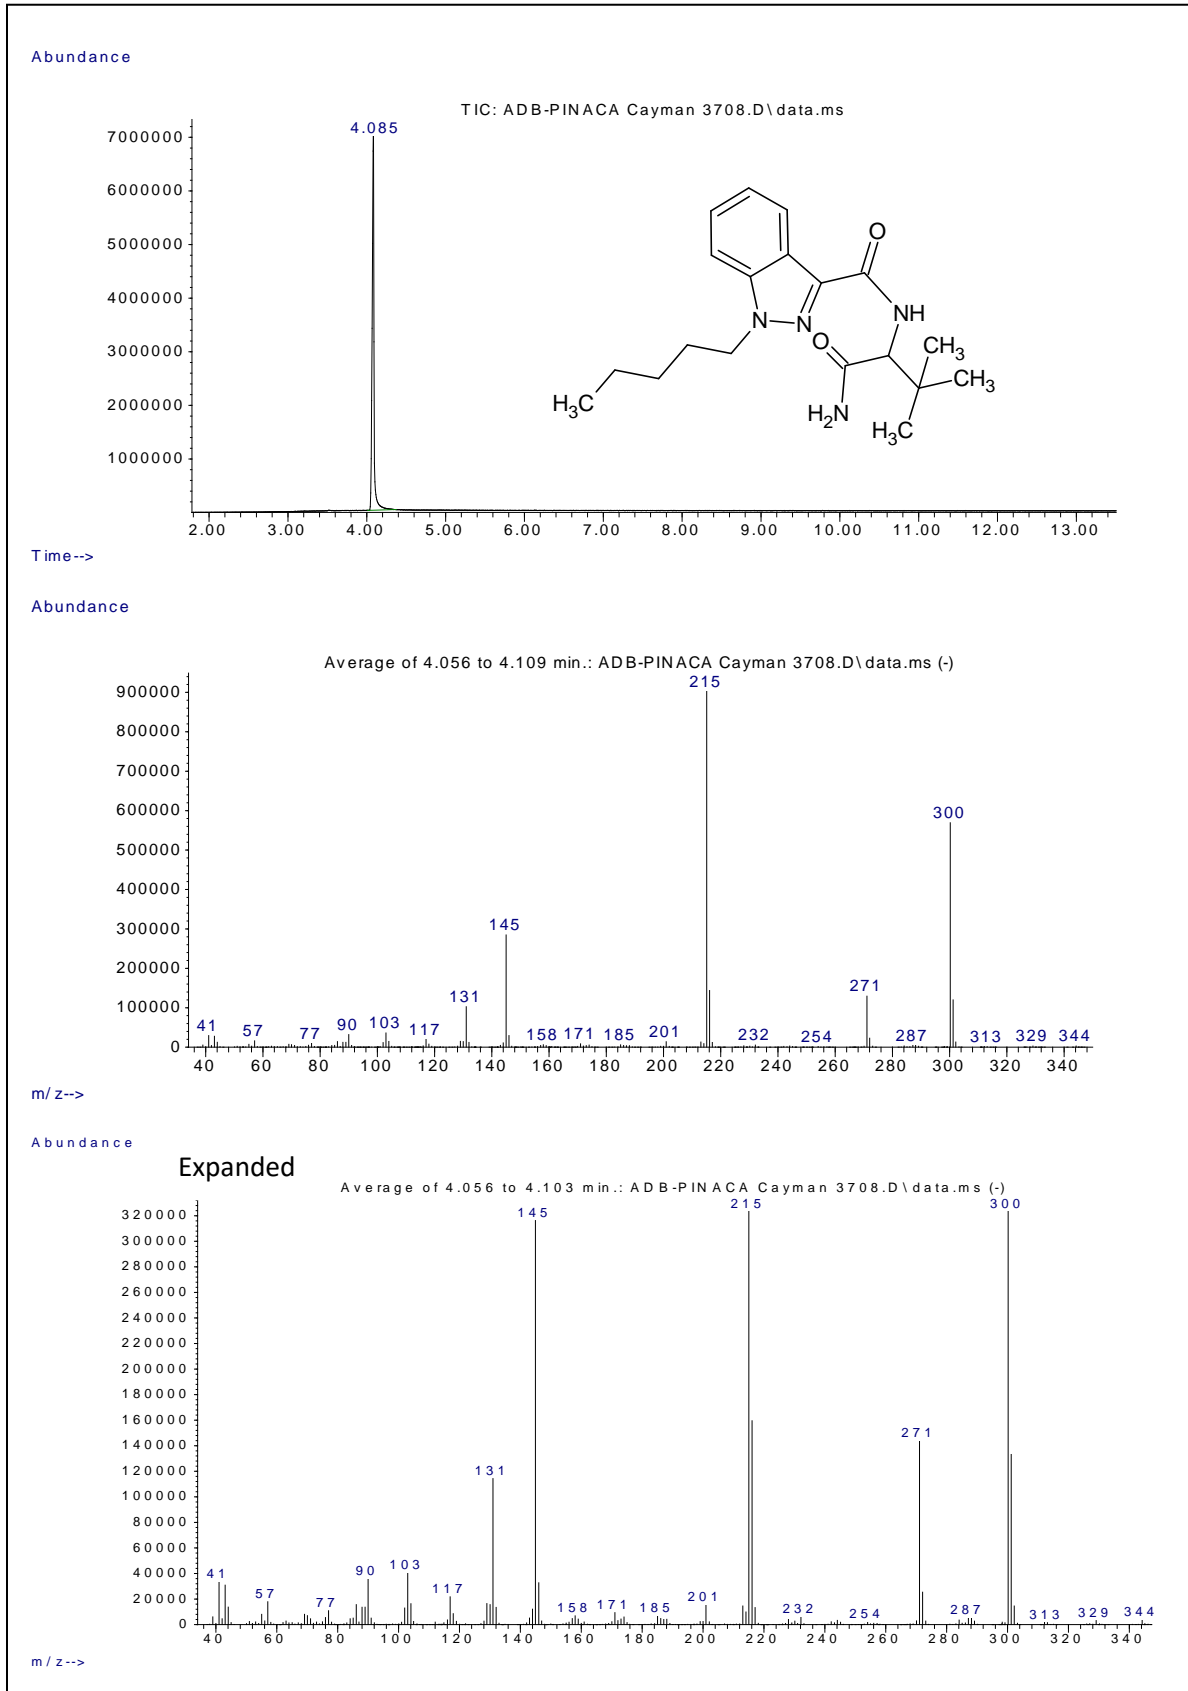 Abundance
TIC: ADB-PINACA Cayman 3708.D\data.ms
4.085
7000000
6000000
5000000
4000000
3000000
2000000
1000000
O
N
N
NH
O
CH3
CH3
H3C
H2N
H3C
2.00 3.00 4.00 5.00 6.00 7.00 8.00 9.00 10.00 11.00 12.00 13.00
Time-->
Abundance
Average of 4.056 to 4.109 min.: ADB-PINACA Cayman 3708.D\data.ms (-)
900000
800000
700000
600000
500000
400000
300000
200000
100000
0
41 57 77 90 103 117 131 145 158 171 185 201 215 232 254 271 287 300 313 329 344
40 60 80 100 120 140 160 180 200 220 240 260 280 300 320 340
m/z-->
Abundance
Expanded
Average of 4.056 to 4.103 min.: ADB-PINACA Cayman 3708.D\data.ms (-)
320000
300000
280000
260000
240000
220000
200000
180000
160000
140000
120000
100000
80000
60000
40000
20000
0
41 57 77 90 103 117 131 145 158 171 185 201 215 232 254 271 287 300 313 329 344
40 60 80 100 120 140 160 180 200 220 240 260 280 300 320 340
m/z-->